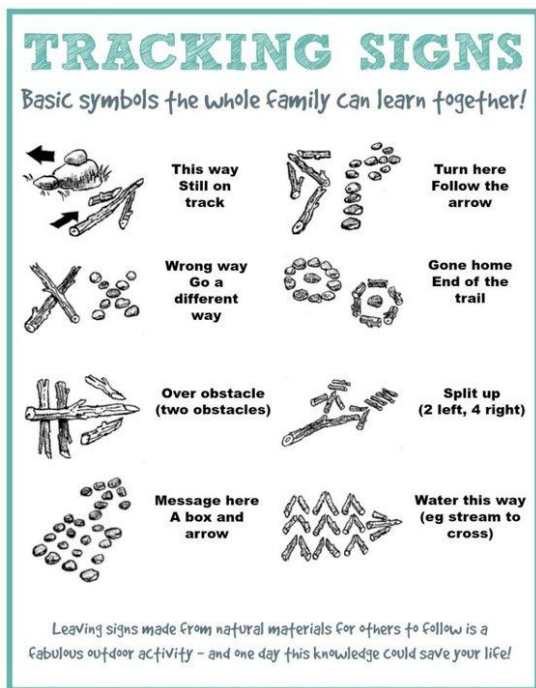 TRACKING SIGNS
Basic symbols the whole family can learn together!
This way
Still on
track
Turn here
Follow the
arrow
Wrong way
Go a
different
way
Gone home
End of the
trail
Over obstacle
(two obstacles)
Split up
(2 left, 4 right)
Message here
A box and
arrow
Water this way
(eg stream to
cross)
Leaving signs made from natural materials for others to follow is a
fabulous outdoor activity – and one day this knowledge could save your life!